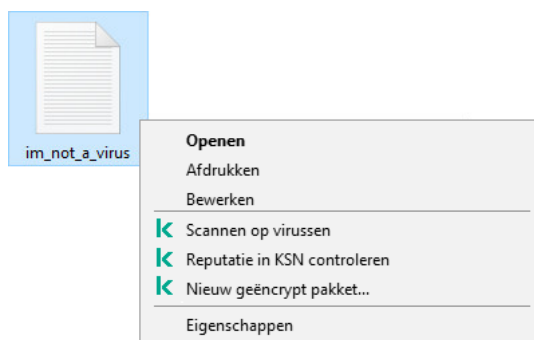 im_not_a_virus
Openen
Afdrukken
Bewerken
Scannen op virussen
Reputatie in KSN controleren
Nieuw geëncrypt pakket...
Eigenschappen